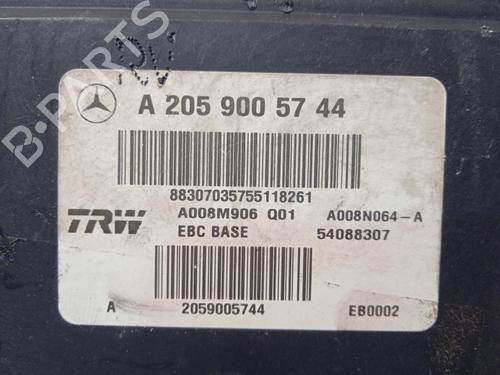 B-PARTS
A 205 900 57 44
88307035755118261
A008M906 Q01 A008N064-A
TRW
EBC BASE 54088307
A 2059005744 EB0002